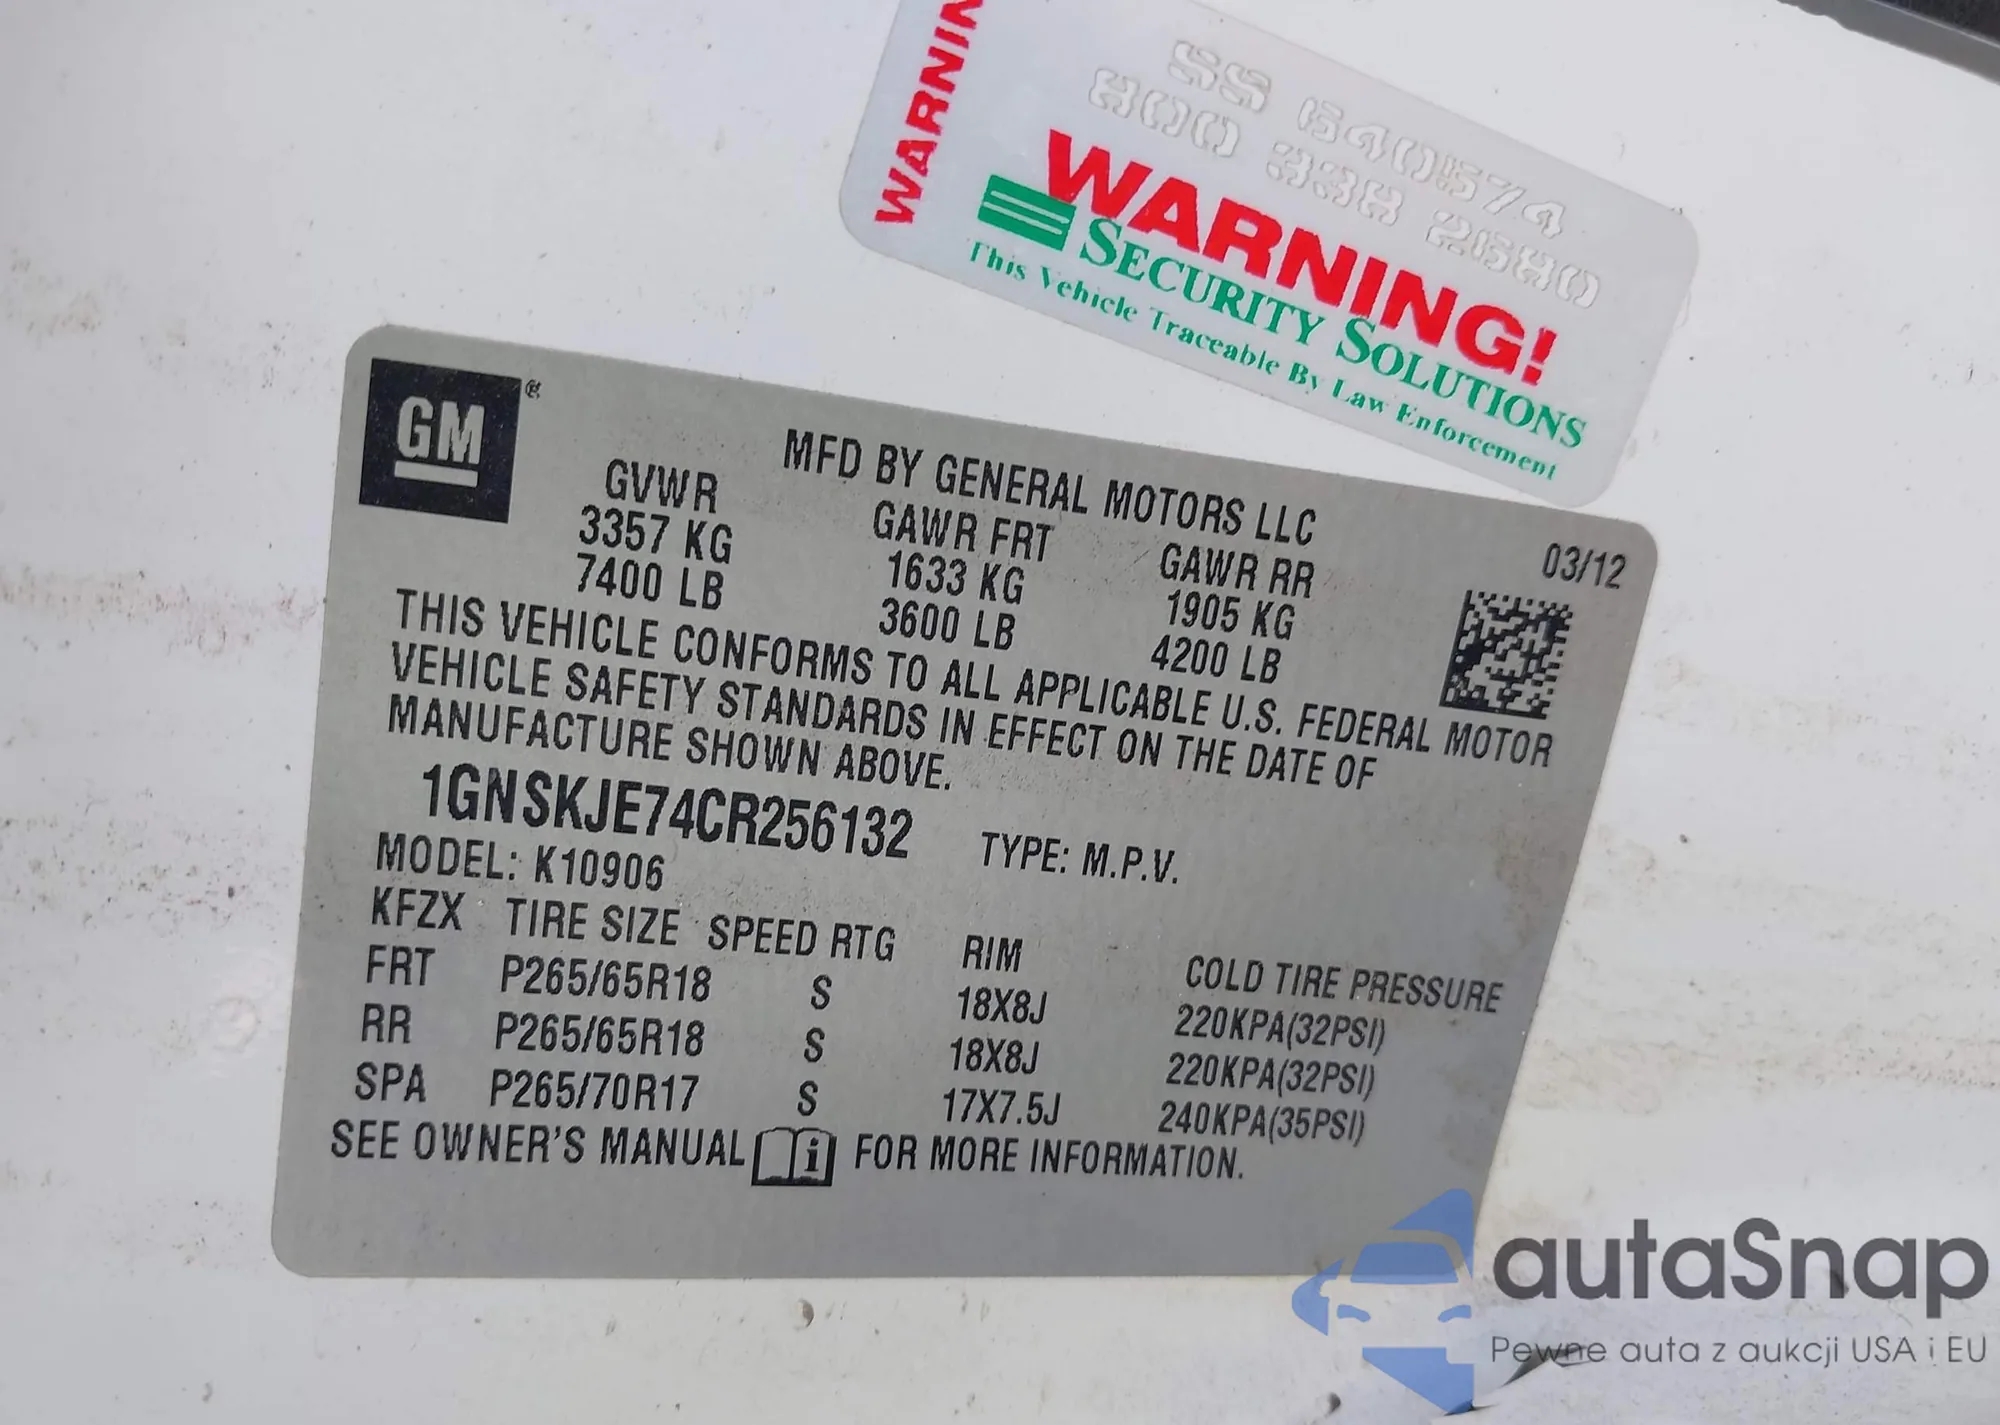 WARNIN
SS 640574
800 338 2680
WARNING!
SECURITY SOLUTIONS
This Vehicle Traceable By Law Enforcement
GM®
MFD BY GENERAL MOTORS LLC
03/12
GVWR GAWR FRT GAWR RR
3357 KG 1633 KG 1905 KG
7400 LB 3600 LB 4200 LB
THIS VEHICLE CONFORMS TO ALL APPLICABLE U.S. FEDERAL MOTOR
VEHICLE SAFETY STANDARDS IN EFFECT ON THE DATE OF
MANUFACTURE SHOWN ABOVE.
1GNSKJE74CR256132 TYPE: M.P.V.
MODEL: K10906
KFZX TIRE SIZE SPEED RTG RIM COLD TIRE PRESSURE
FRT P265/65R18 S 18X8J 220KPA(32PSI)
RR P265/65R18 S 18X8J 220KPA(32PSI)
SPA P265/70R17 S 17X7.5J 240KPA(35PSI)
SEE OWNER'S MANUAL i FOR MORE INFORMATION.
autaSnap
Pewne auta z aukcji USA i EU